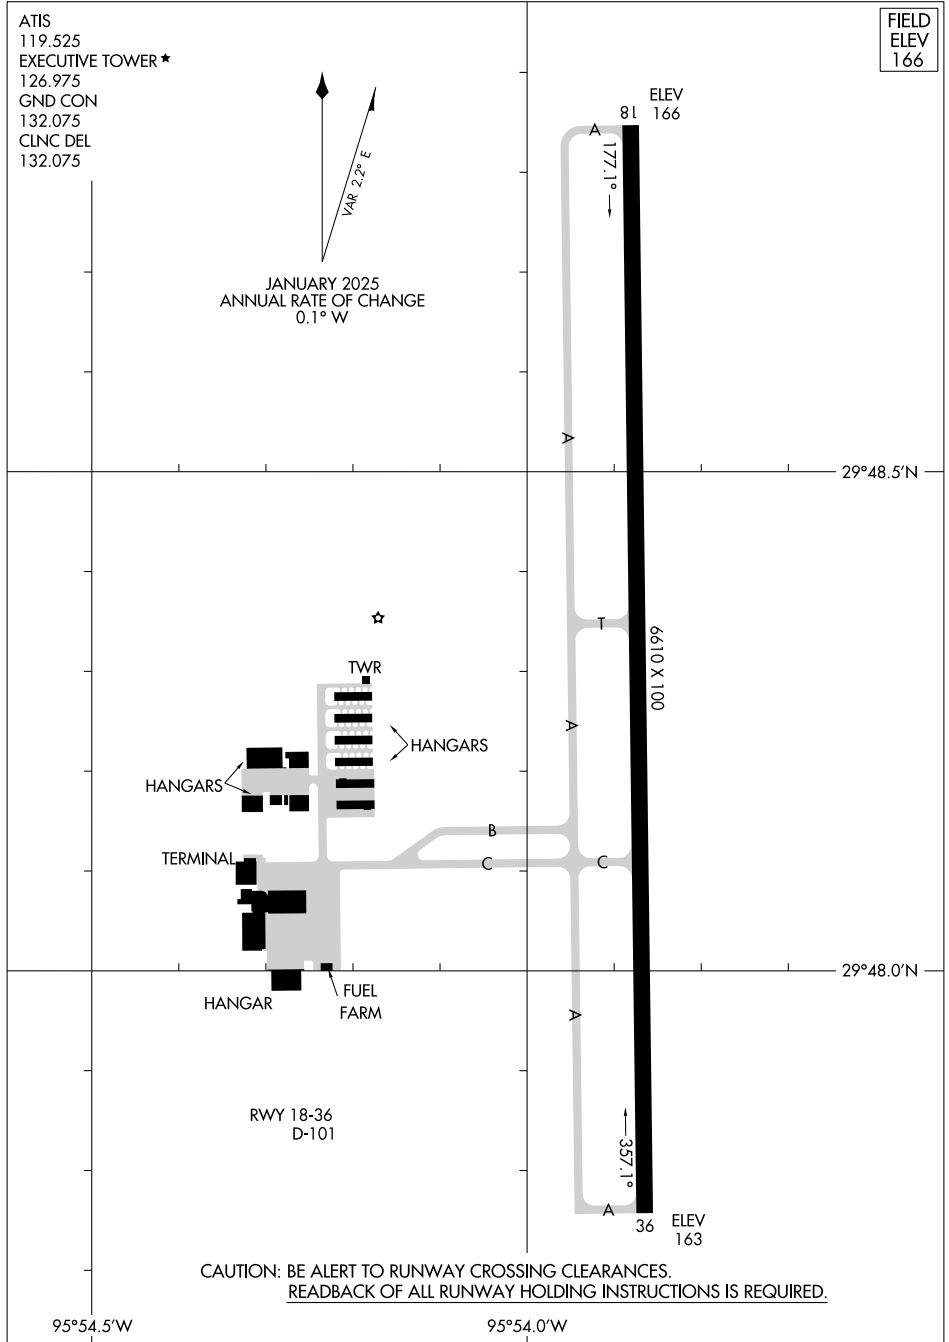 ATIS
119.525
EXECUTIVE TOWER ★
126.975
GND CON
132.075
CLNC DEL
132.075
FIELD
ELEV
166
VAR 2.2° E
JANUARY 2025
ANNUAL RATE OF CHANGE
0.1° W
ELEV
166
18
A
177.1°
A
29°48.5'N
T
6610 X 100
TWR
A
HANGARS
HANGARS
B
TERMINAL
C
C
29°48.0'N
HANGAR
FUEL
FARM
A
RWY 18-36
D-101
357.1°
A
36
ELEV
163
CAUTION: BE ALERT TO RUNWAY CROSSING CLEARANCES.
READBACK OF ALL RUNWAY HOLDING INSTRUCTIONS IS REQUIRED.
95°54.5'W
95°54.0'W